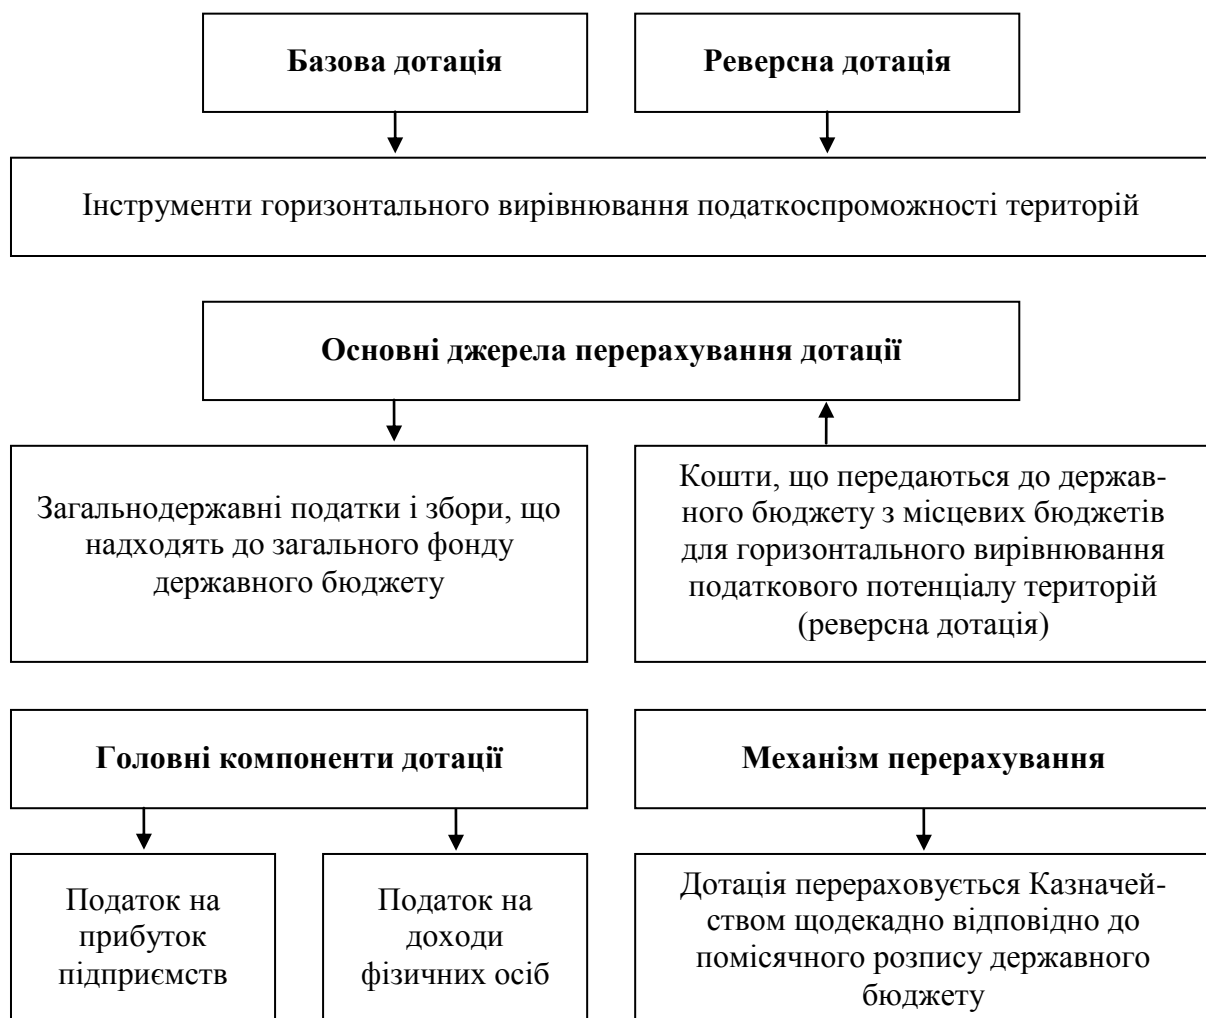 Базова дотація
Реверсна дотація
Інструменти горизонтального вирівнювання податкоспроможності територій
Основні джерела перерахування дотації
Загальнодержавні податки і збори, що
надходять до загального фонду
державного бюджету
Кошти, що передаються до держав-
ного бюджету з місцевих бюджетів
для горизонтального вирівнювання
податкового потенціалу територій
(реверсна дотація)
Головні компоненти дотації
Механізм перерахування
Податок на
прибуток
підприємств
Податок на
доходи
фізичних осіб
Дотація перераховується Казначей-
ством щодекадно відповідно до
помісячного розпису державного
бюджету